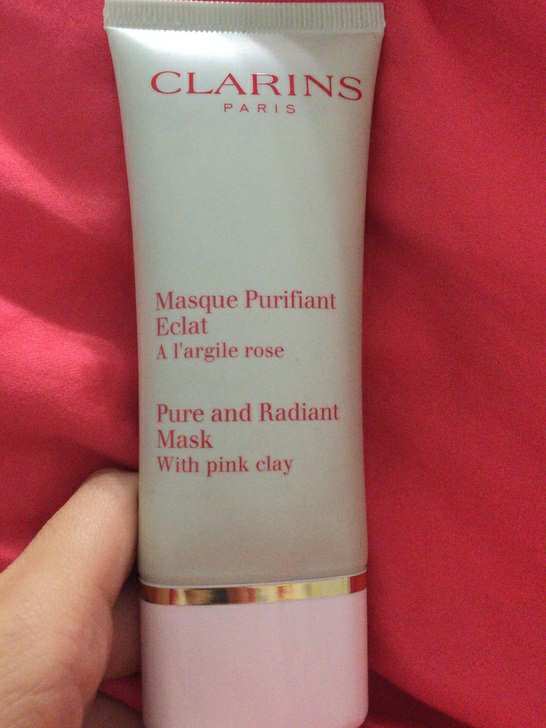 CLARINS
PARIS
Masque Purifiant
Eclat
A l'argile rose
Pure and Radiant
Mask
With pink clay